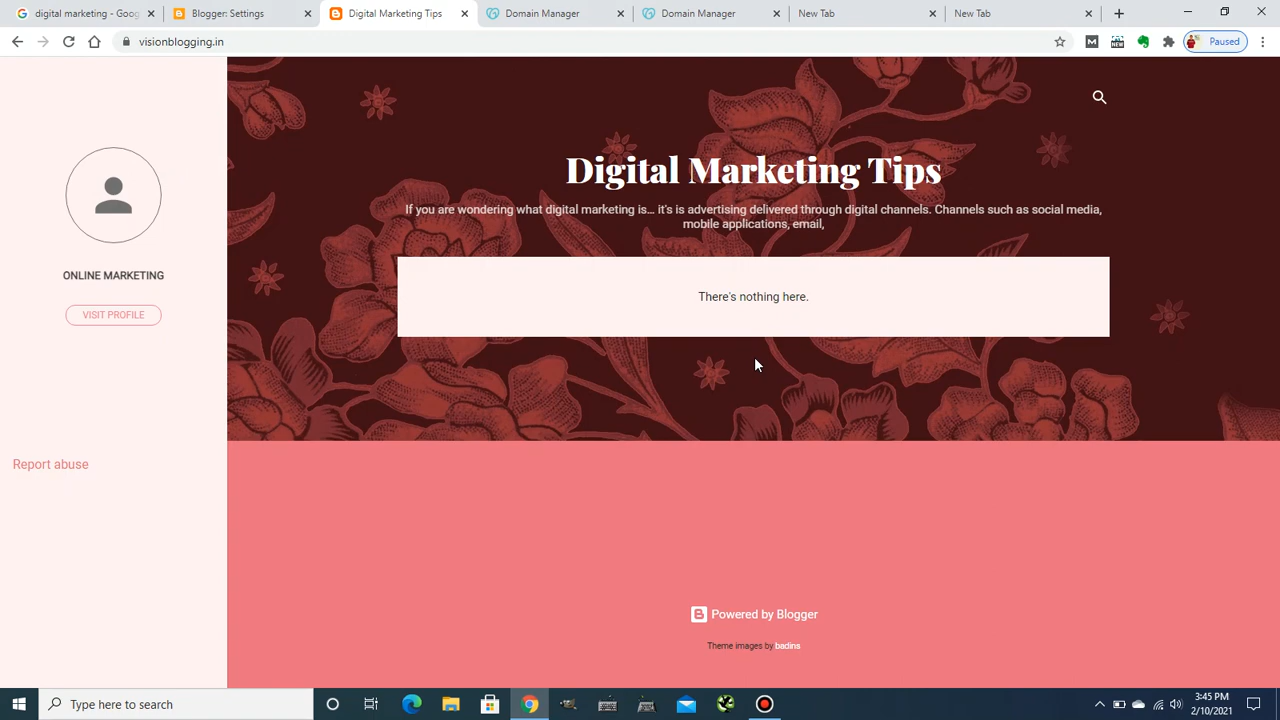 digital marketing - Goog
Blogger: Settings
Digital Marketing Tips
Domain Manager
Domain Manager
New Tab
New Tab
visionblogging.in
Paused
Digital Marketing Tips
If you are wondering what digital marketing is... it's is advertising delivered through digital channels. Channels such as social media,
mobile applications, email,
There's nothing here.
ONLINE MARKETING
VISIT PROFILE
Report abuse
Powered by Blogger
Theme images by badins
Type here to search
3:45 PM
2/10/2021